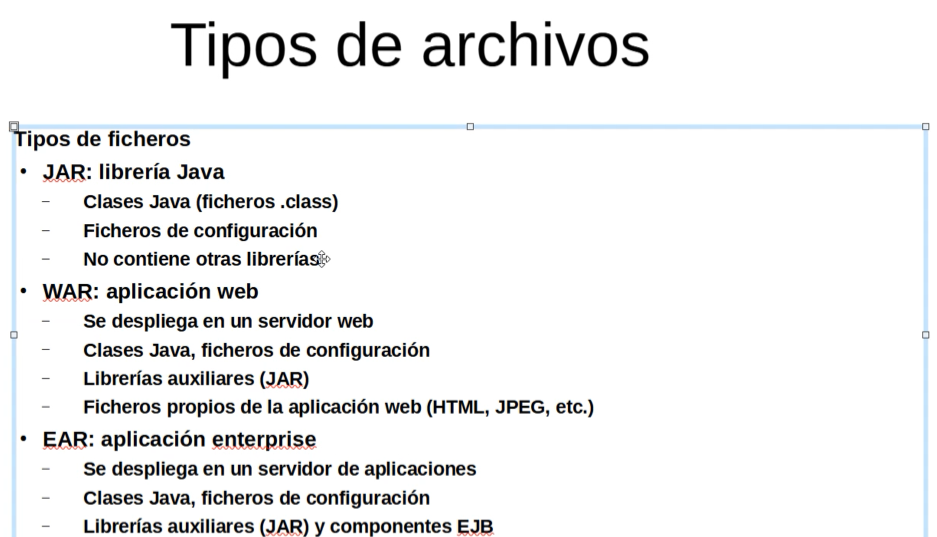 Tipos de archivos
Tipos de ficheros
• JAR: librería Java
– Clases Java (ficheros .class)
– Ficheros de configuración
– No contiene otras librerías
• WAR: aplicación web
– Se despliega en un servidor web
– Clases Java, ficheros de configuración
– Librerías auxiliares (JAR)
– Ficheros propios de la aplicación web (HTML, JPEG, etc.)
• EAR: aplicación enterprise
– Se despliega en un servidor de aplicaciones
– Clases Java, ficheros de configuración
– Librerías auxiliares (JAR) y componentes EJB